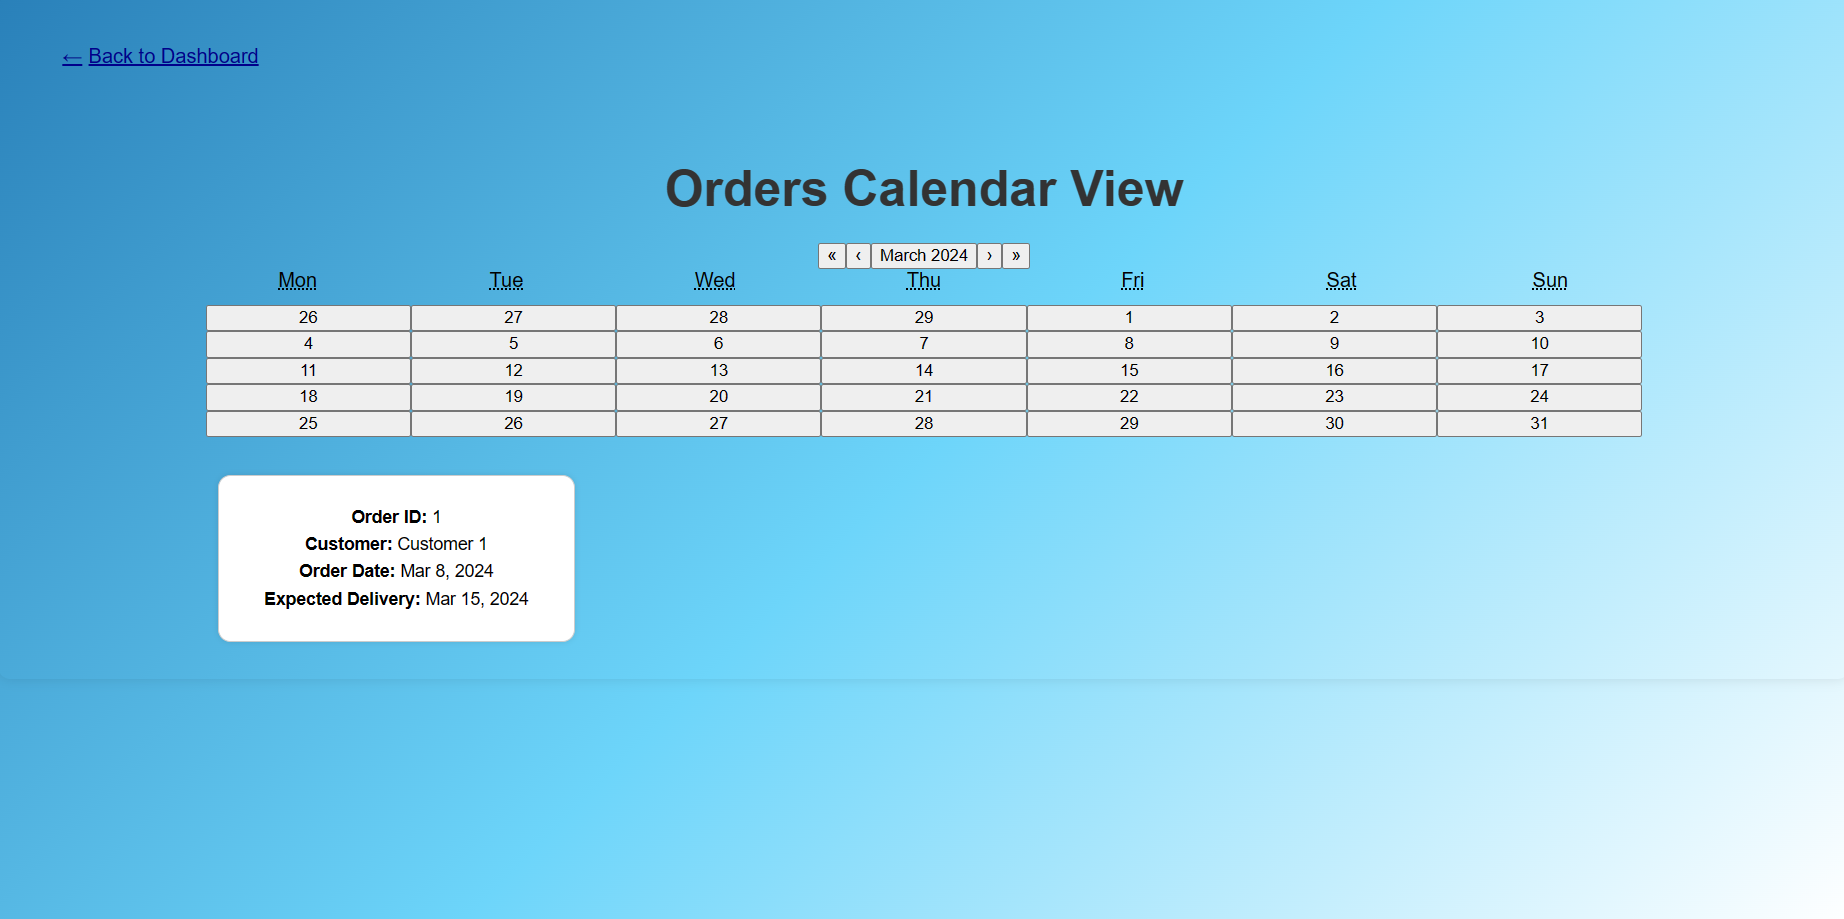 ← Back to Dashboard
Orders Calendar View
« ‹ March 2024 › »
Mon Tue Wed Thu Fri Sat Sun
26 27 28 29 1 2 3
4 5 6 7 8 9 10
11 12 13 14 15 16 17
18 19 20 21 22 23 24
25 26 27 28 29 30 31
Order ID: 1
Customer: Customer 1
Order Date: Mar 8, 2024
Expected Delivery: Mar 15, 2024